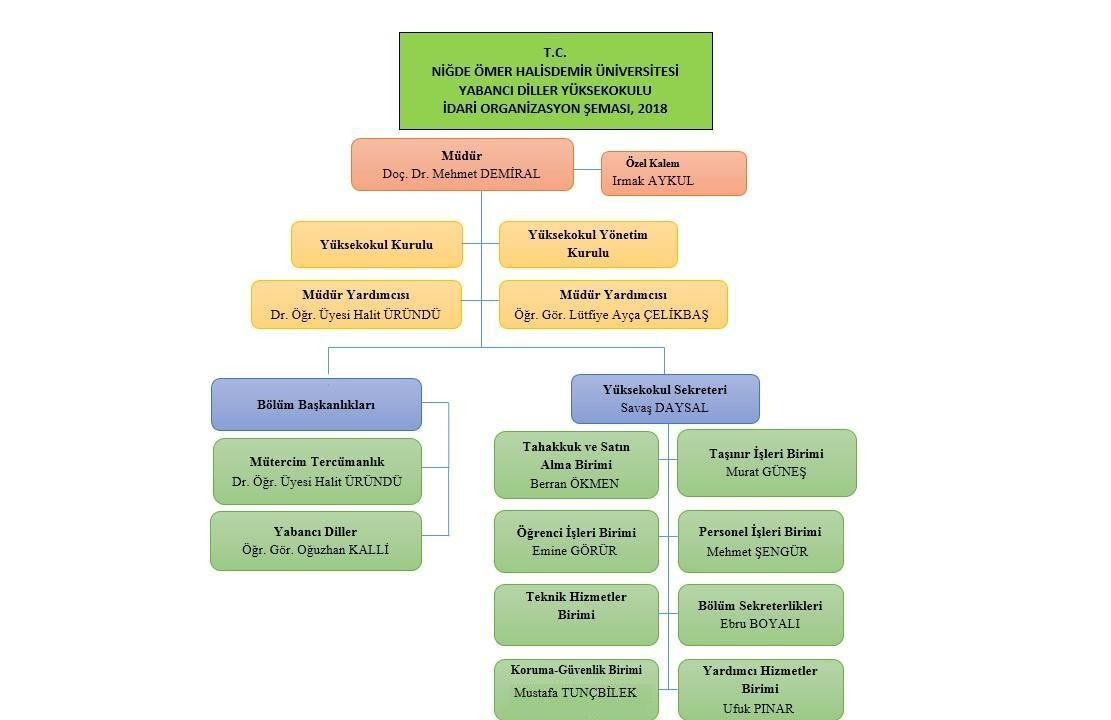 T.C.
NİĞDE ÖMER HALİSDEMİR ÜNİVERSİTESİ
YABANCI DİLLER YÜKSEKOKULU
İDARİ ORGANİZASYON ŞEMASI, 2018
Müdür
Doç. Dr. Mehmet DEMİRAL
Özel Kalem
Irmak AYKUL
Yüksekokul Kurulu
Yüksekokul Yönetim
Kurulu
Müdür Yardımcısı
Dr. Öğr. Üyesi Halit ÜRÜNDÜ
Müdür Yardımcısı
Öğr. Gör. Lütfiye Ayça ÇELİKBAŞ
Bölüm Başkanlıkları
Mütercim Tercümanlık
Dr. Öğr. Üyesi Halit ÜRÜNDÜ
Yabancı Diller
Öğr. Gör. Oğuzhan KALLİ
Yüksekokul Sekreteri
Savaş DAYSAL
Tahakkuk ve Satın
Alma Birimi
Berran ÖKMEN
Taşınır İşleri Birimi
Murat GÜNEŞ
Öğrenci İşleri Birimi
Emine GÖRÜR
Personel İşleri Birimi
Mehmet ŞENGÜR
Teknik Hizmetler
Birimi
Bölüm Sekreterlikleri
Ebru BOYALI
Koruma-Güvenlik Birimi
Mustafa TUNÇBİLEK
Yardımcı Hizmetler
Birimi
Ufuk PINAR